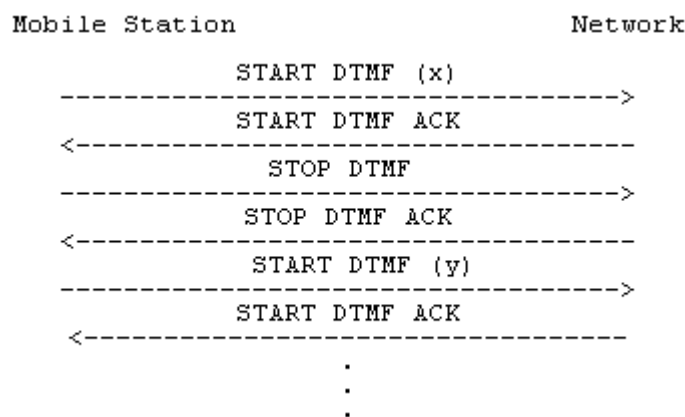 Mobile Station Network
START DTMF (x)
----------------------------------->
START DTMF ACK
<-----------------------------------
STOP DTMF
----------------------------------->
STOP DTMF ACK
<-----------------------------------
START DTMF (y)
----------------------------------->
START DTMF ACK
<----------------------------------
.
.
.